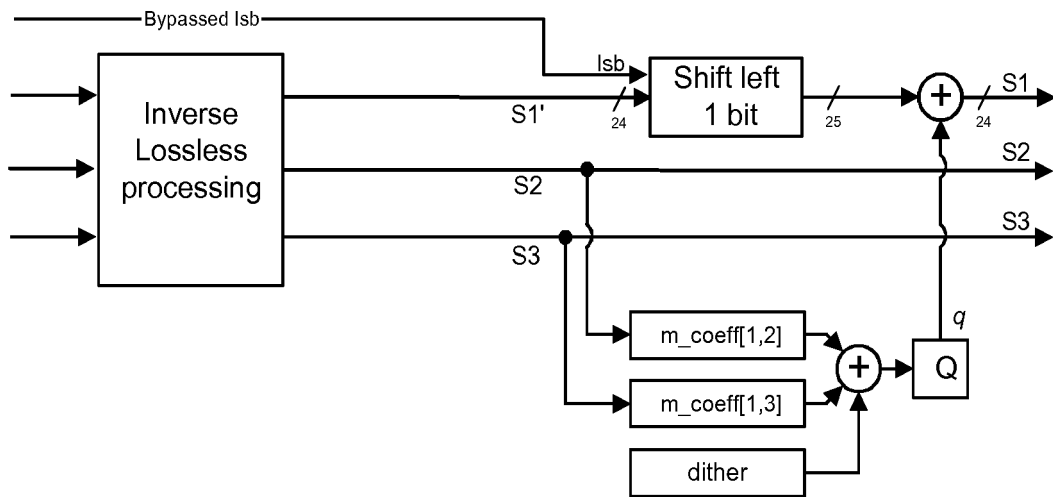 Bypassed lsb
Inverse
Lossless
processing
lsb
S1'
24
Shift left
1 bit
25
+
24
S1
S2
S2
S3
S3
m_coeff[1,2]
m_coeff[1,3]
dither
+
Q
q